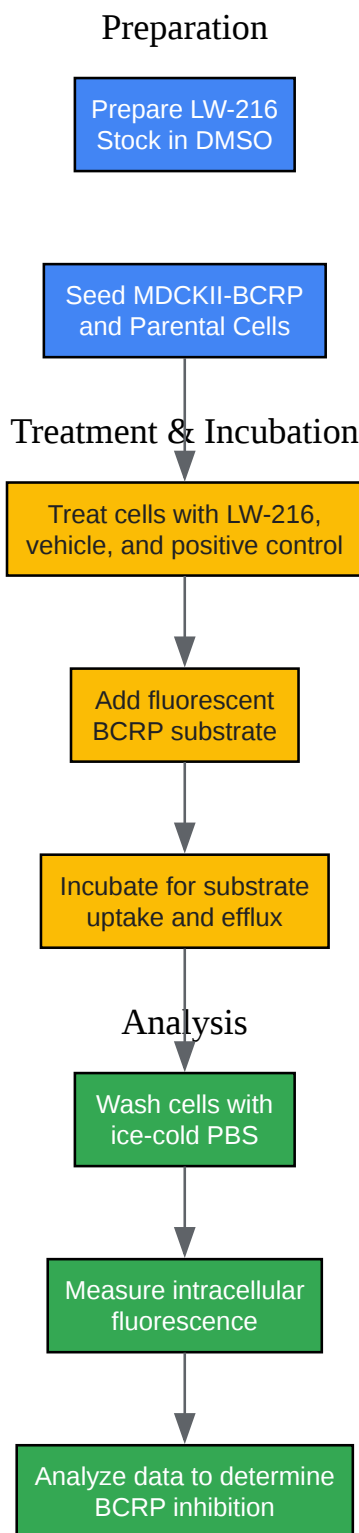 Preparation
Prepare LW-216
Stock in DMSO
Seed MDCKII-BCRP
and Parental Cells
Treatment & Incubation
Treat cells with LW-216,
vehicle, and positive control
Add fluorescent
BCRP substrate
Incubate for substrate
uptake and efflux
Analysis
Wash cells with
ice-cold PBS
Measure intracellular
fluorescence
Analyze data to determine
BCRP inhibition